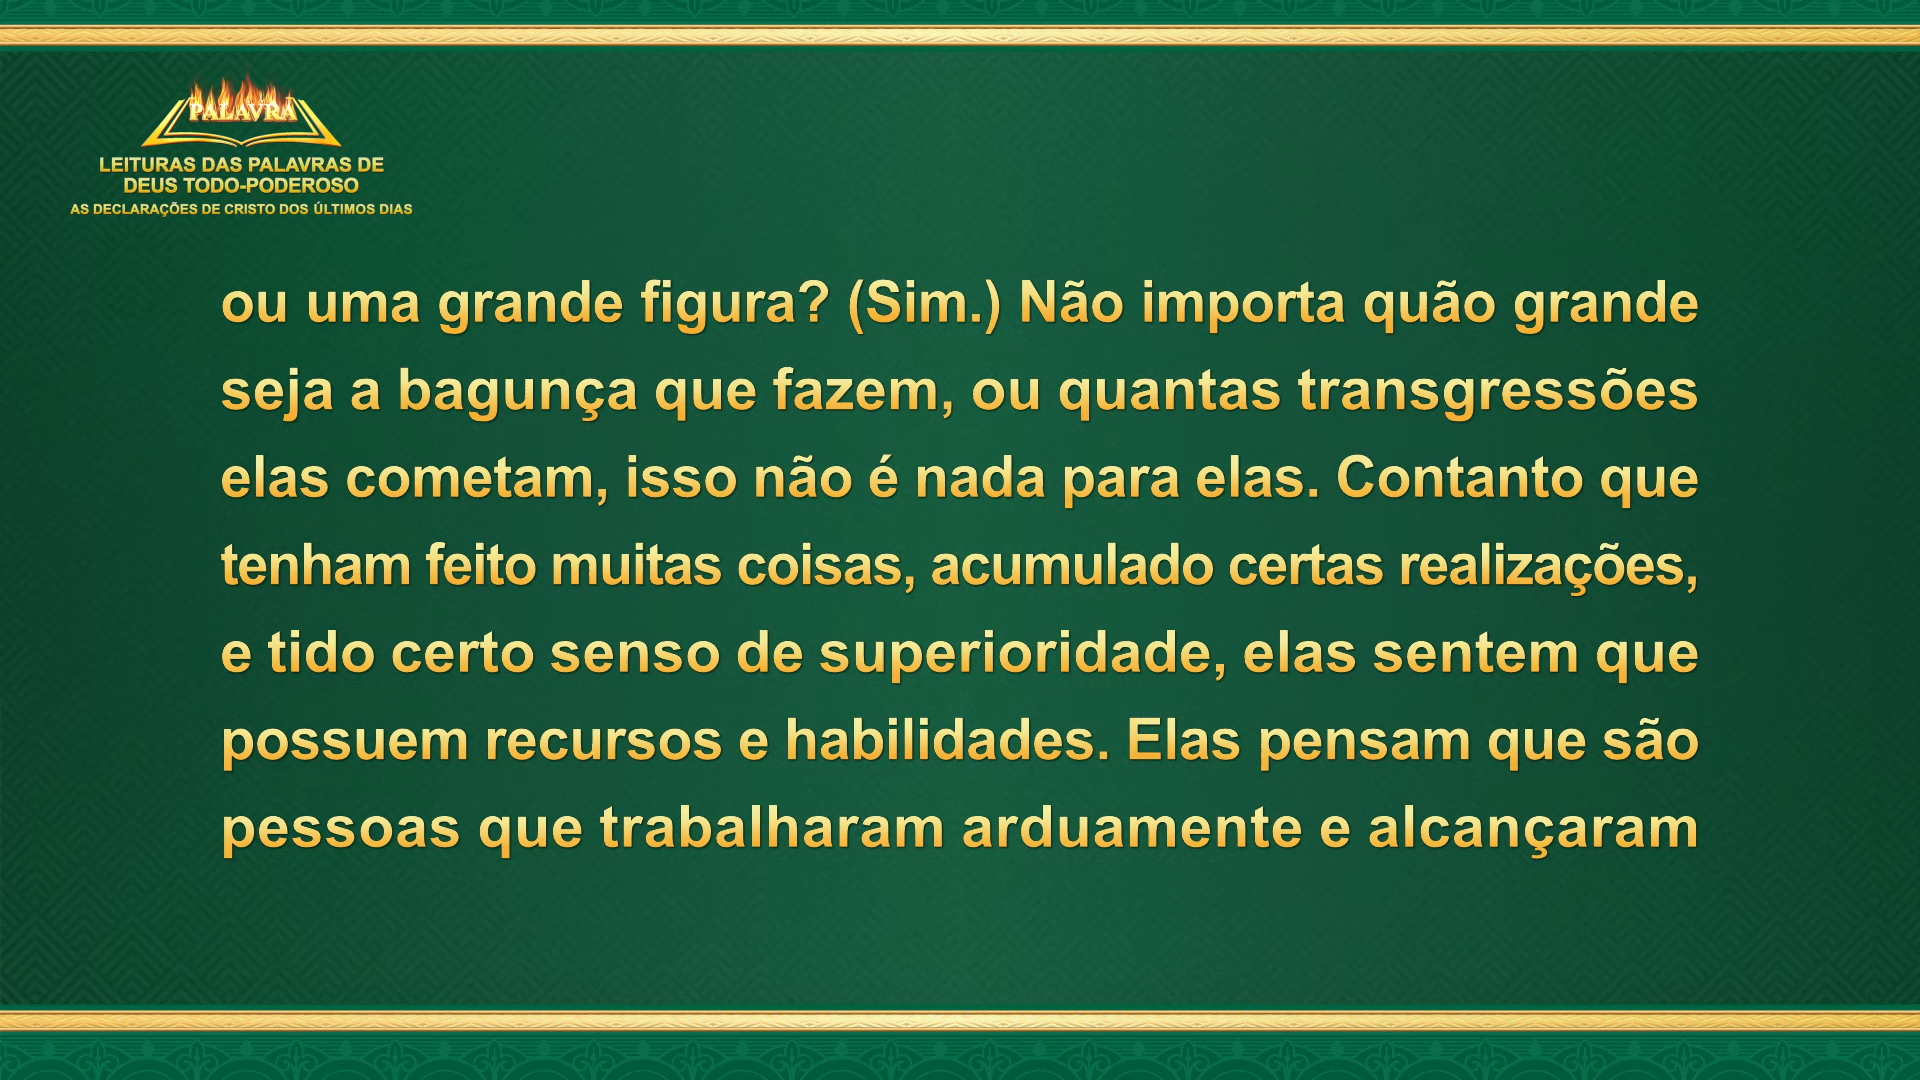 PALAVRA
LEITURAS DAS PALAVRAS DE
DEUS TODO-PODEROSO
AS DECLARAÇÕES DE CRISTO DOS ÚLTIMOS DIAS
ou uma grande figura? (Sim.) Não importa quão grande
seja a bagunça que fazem, ou quantas transgressões
elas cometam, isso não é nada para elas. Contanto que
tenham feito muitas coisas, acumulado certas realizações,
e tido certo senso de superioridade, elas sentem que
possuem recursos e habilidades. Elas pensam que são
pessoas que trabalharam arduamente e alcançaram